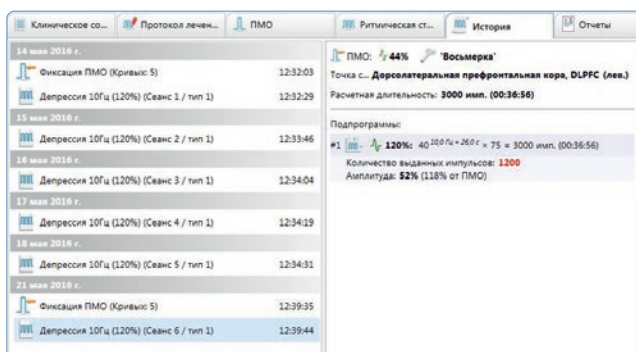 Клиническое со...
Протокол лечен...
ПМО
Ритмическая ст...
История
Отчеты
14 мая 2016 г.
Фиксация ПМО (Кривых: 5) 12:32:03
Депрессия 10Гц (120%) (Сеанс 1 / тип 1) 12:32:29
15 мая 2016 г.
Депрессия 10Гц (120%) (Сеанс 2 / тип 1) 12:33:46
16 мая 2016 г.
Депрессия 10Гц (120%) (Сеанс 3 / тип 1) 12:34:04
17 мая 2016 г.
Депрессия 10Гц (120%) (Сеанс 4 / тип 1) 12:34:19
18 мая 2016 г.
Депрессия 10Гц (120%) (Сеанс 5 / тип 1) 12:34:31
21 мая 2016 г.
Фиксация ПМО (Кривых: 5) 12:39:35
Депрессия 10Гц (120%) (Сеанс 6 / тип 1) 12:39:44
ПМО: 44% 'Восьмерка'
Точка с... Дорсолатеральная префронтальная кора, DLPFC (лев.)
Расчетная длительность: 3000 имп. (00:36:56)
Подпрограммы:
#1 120%: 40 10,0 Гц + 26,0 с × 75 = 3000 имп. (00:36:56)
Количество выданных импульсов: 1200
Амплитуда: 52% (118% от ПМО)